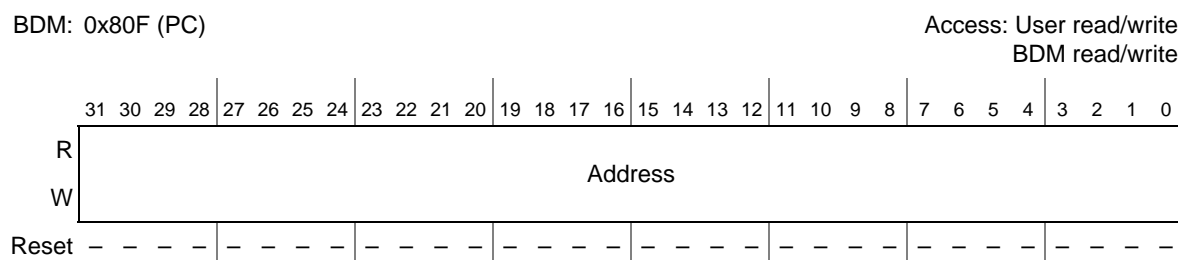 BDM: 0x80F (PC) Access: User read/write
BDM read/write
31 30 29 28 27 26 25 24 23 22 21 20 19 18 17 16 15 14 13 12 11 10 9 8 7 6 5 4 3 2 1 0
R
Address
W
Reset – – – – – – – – – – – – – – – – – – – – – – – – – – – – – – – –